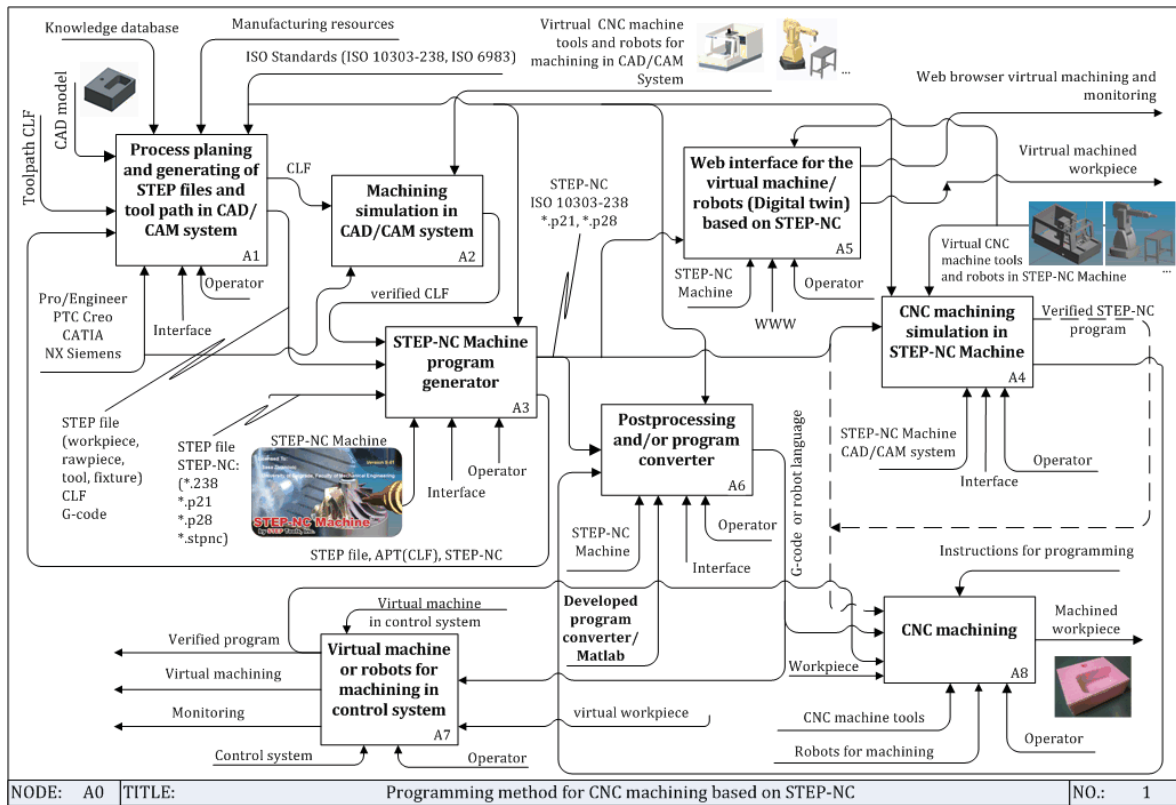 Knowledge database
Manufacturing resources
ISO Standards (ISO 10303-238, ISO 6983)
Virtrual CNC machine
tools and robots for
machining in CAD/CAM
System
...
Web browser virtrual machining and
monitoring
Virtrual machined
workpiece
Toolpath CLF
CAD model
Process planing
and generating of
STEP files and
tool path in CAD/
CAM system
A1
CLF
Machining
simulation in
CAD/CAM system
A2
STEP-NC
ISO 10303-238
*.p21, *.p28
Web interface for the
virtual machine/
robots (Digital twin)
based on STEP-NC
A5
Virtual CNC
machine tools
and robots in STEP-NC Machine
...
Pro/Engineer
PTC Creo
CATIA
NX Siemens
Interface
Operator
verified CLF
STEP-NC
Machine
WWW
Operator
STEP-NC Machine
program
generator
A3
CNC machining
simulation in
STEP-NC Machine
A4
Verified STEP-NC
program
STEP file
(workpiece,
rawpiece,
tool, fixture)
CLF
G-code
STEP file
STEP-NC:
(*.238
*.p21
*.p28
*.stpnc)
STEP-NC Machine
STEP-NC Machine
by STEP Tools, Inc.
Interface
Operator
Postprocessing
and/or program
converter
A6
STEP-NC Machine
CAD/CAM system
Interface
Operator
STEP file, APT(CLF), STEP-NC
STEP-NC
Machine
Operator
Interface
G-code or robot language
Instructions for programming
Developed
program
converter/
Matlab
Virtual machine
in control system
Verified program
Virtual machining
Monitoring
Virtual machine
or robots for
machining in
control system
A7
Control system
Operator
virtual workpiece
Workpiece
CNC machining
A8
Machined
workpiece
CNC machine tools
Robots for machining
Operator
NODE: A0 TITLE: Programming method for CNC machining based on STEP-NC NO.: 1